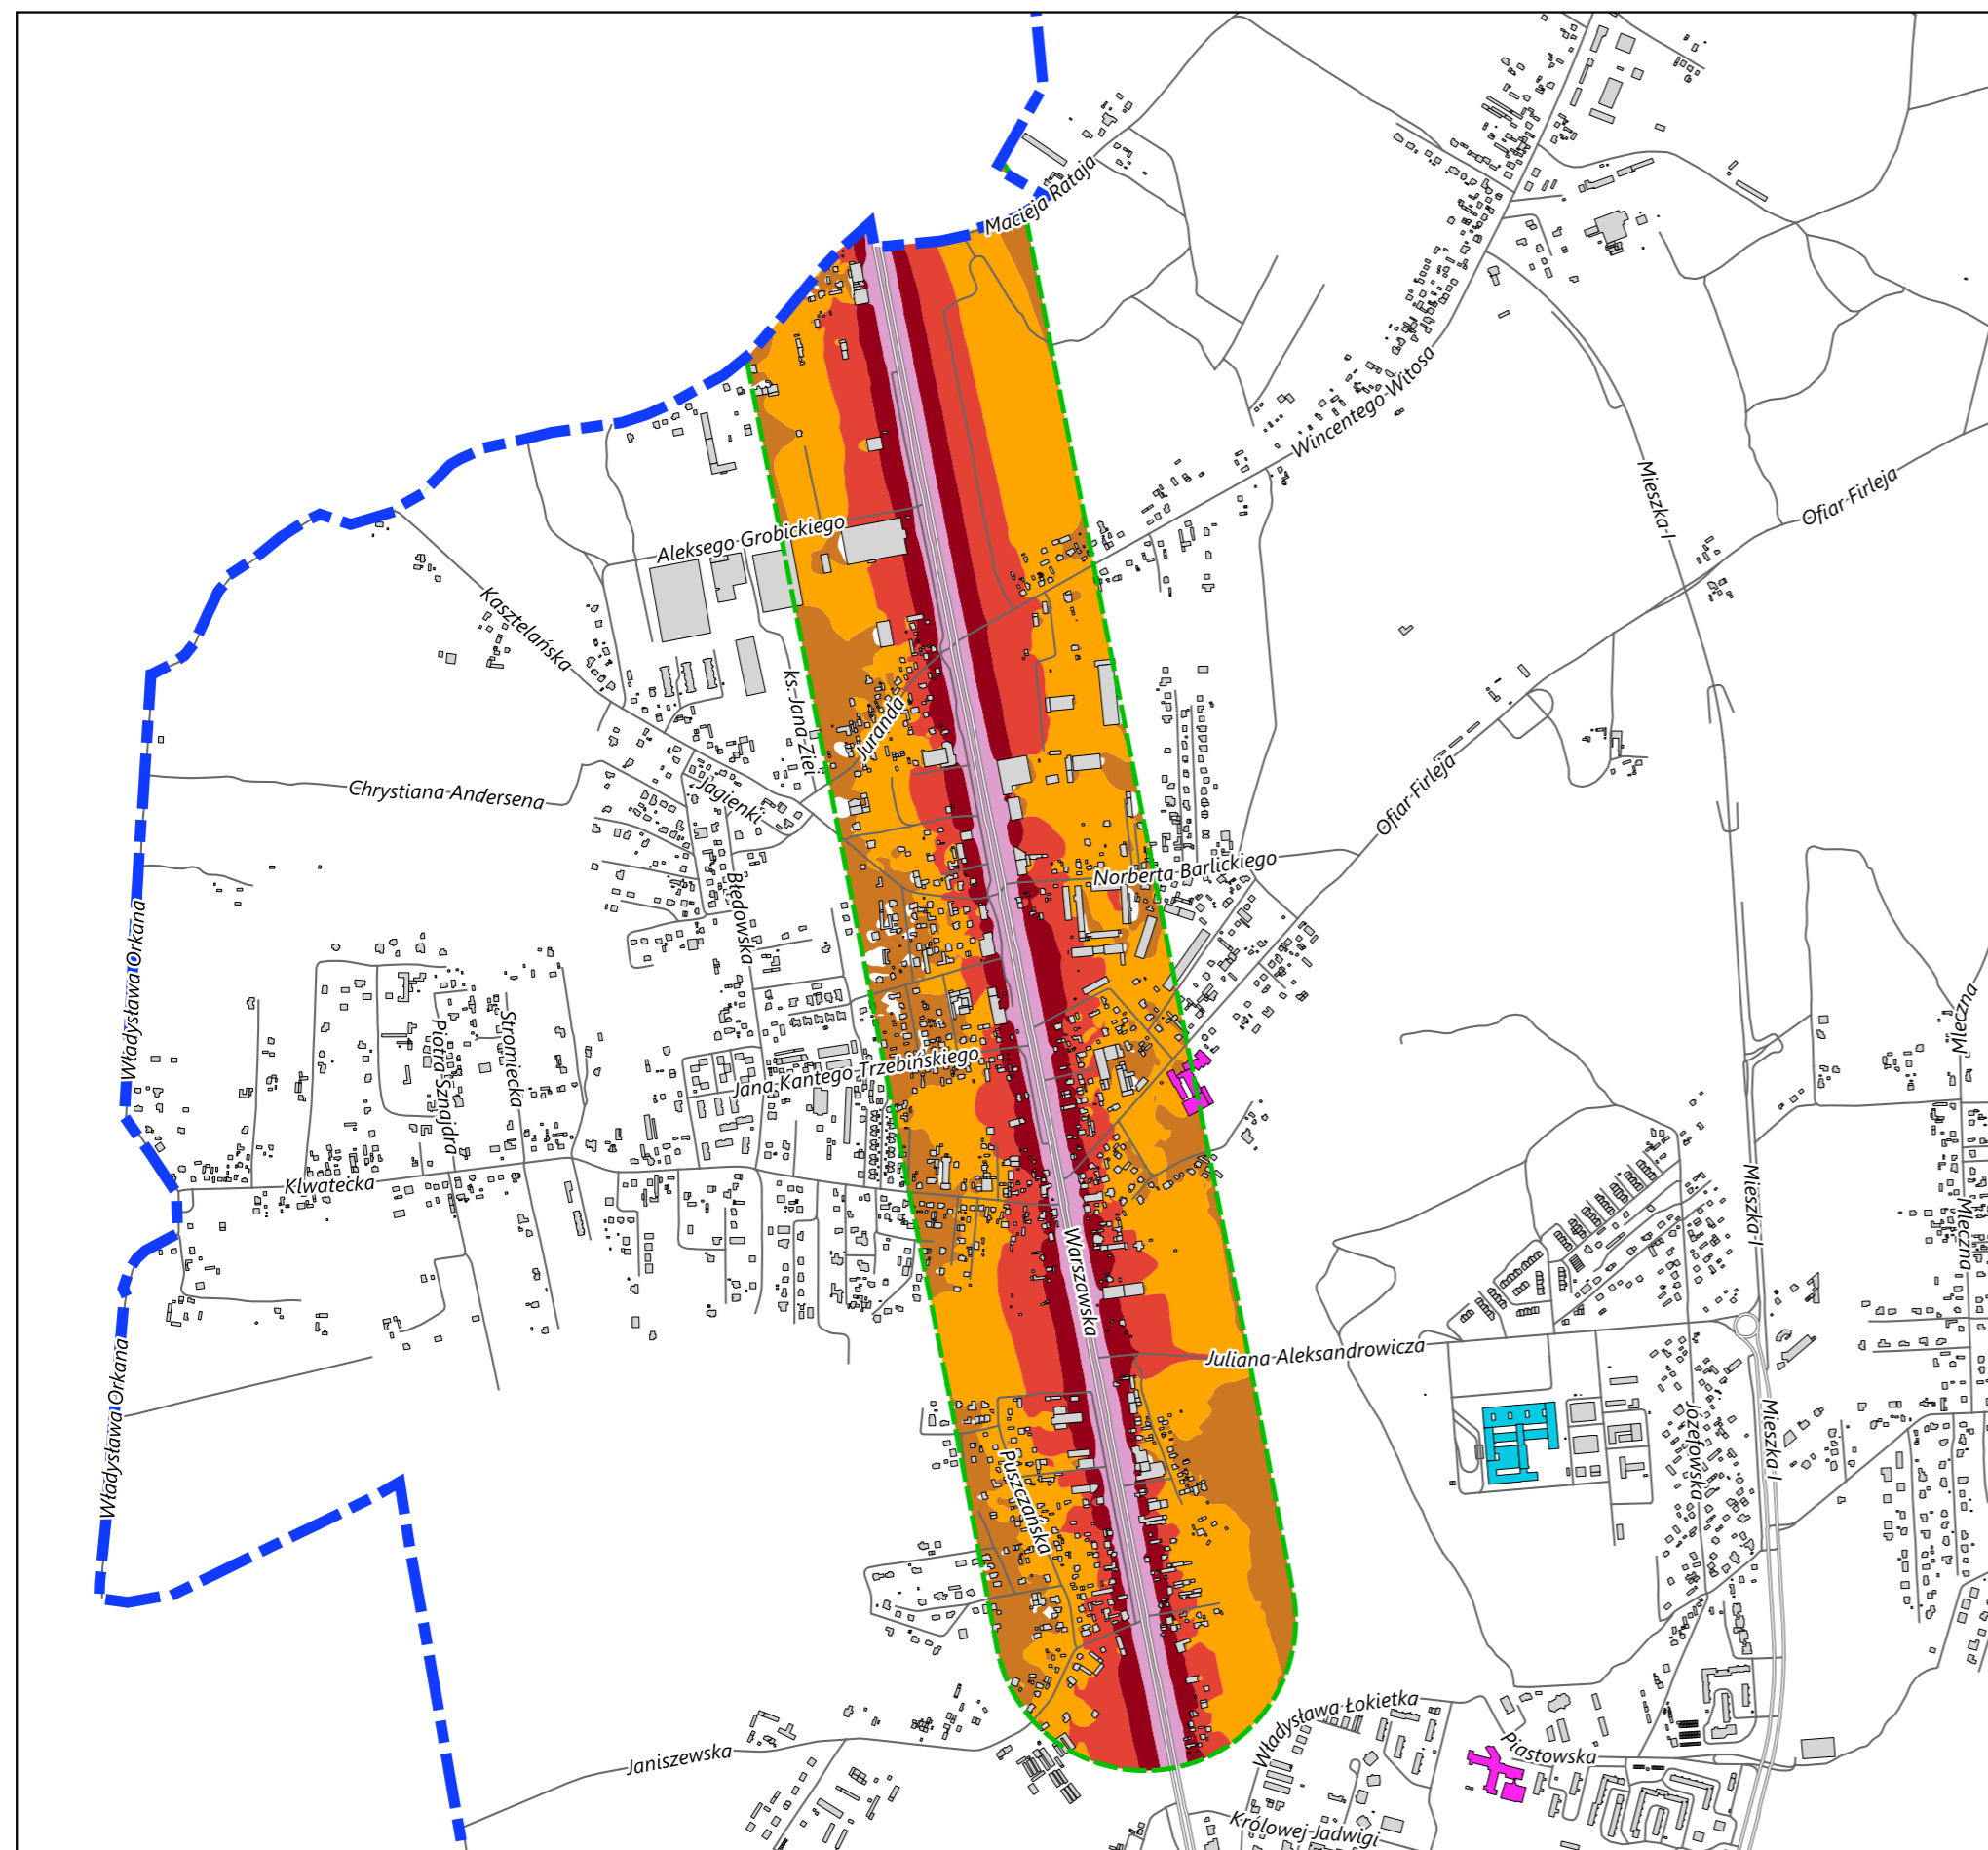 Macieja Rataja
Wincentego Witosa
Mieszka I
Ofiar Firleja
Aleksego Grobickiego
Kasztelańska
ks. Jana Ziei
Juranda
Chrystiana Andersena
Jagienki
Ofiar Firleja
Norberta Barlickiego
Błędowska
Władysława Orkana
Stromiecka
Piotra Sznajdra
Jana Kantego Trzebińskiego
Mleczna
Klwatecka
Mieszka I
Mleczna
Warszawska
Juliana Aleksandrowicza
Władysława Orkana
Józefowska
Mieszka I
Puszczańska
Władysława Łokietka
Janiszewska
Piastowska
Królowej Jadwigi